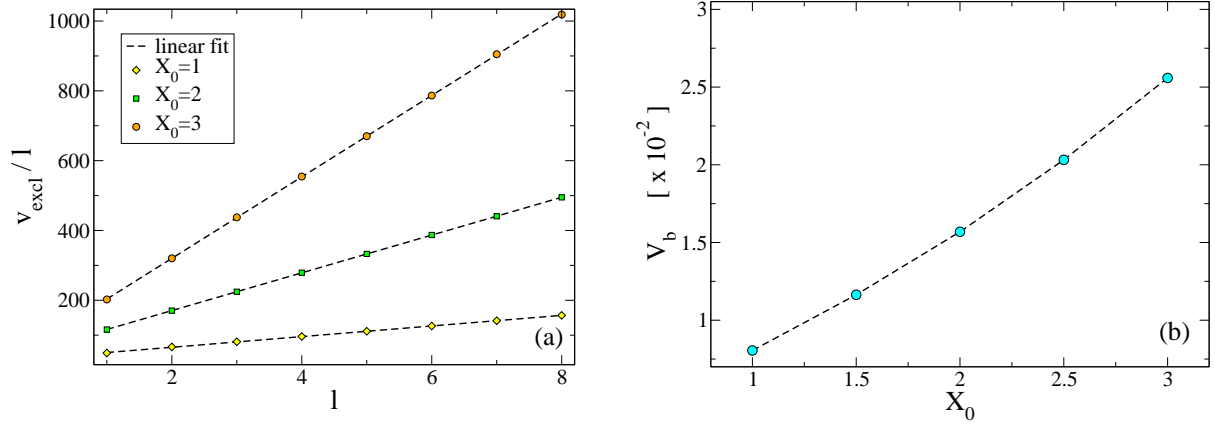 1000
800
600
400
200
v_excl / l
linear fit
X_0=1
X_0=2
X_0=3
(a)
2
4
6
8
l
3
2.5
2
1.5
1
V_b [ x 10^-2 ]
(b)
1
1.5
2
2.5
3
X_0